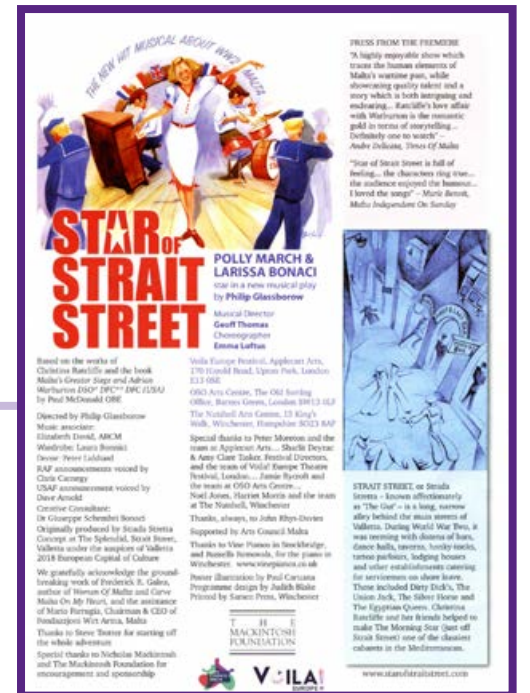 THE NEW HIT MUSICAL ABOUT WW2 MALTA
STAR OF
STRAIT
STREET
POLLY MARCH &
LARISSA BONACI
star in a new musical play
by Philip Glassborow
Musical Director
Geoff Thomas
Choreographer
Emma Loftus
Based on the works of
Christina Ratcliffe and the book
Malta's Greater Siege and Adrian
Warburton DSO* DFC** DFC (USA)
by Paul McDonald OBE
Directed by Philip Glassborow
Music associate:
Elizabeth David, ARCM
Wardrobe: Laura Bonnici
Decor: Peter Liddiard
RAF announcements voiced by
Chris Carnegy
USAF announcement voiced by
Dave Arnold
Creative Consultant:
Dr Giuseppe Schembri Bonaci
Originally produced by Strada Stretta
Concept at The Splendid, Strait Street,
Valletta under the auspices of Valletta
2018 European Capital of Culture
We gratefully acknowledge the ground-
breaking work of Frederick R. Galea,
author of Women Of Malta and Carve
Malta On My Heart, and the assistance
of Mario Farrugia, Chairman & CEO of
Fondazzjoni Wirt Artna, Malta
Thanks to Steve Trotter for starting off
the whole adventure
Special thanks to Nicholas Mackintosh
and The Mackintosh Foundation for
encouragement and sponsorship
Voila Europe Festival, Applecart Arts,
170 Harold Road, Upton Park, London
E13 0SE
OSO Arts Centre, The Old Sorting
Office, Barnes Green, London SW13 0LF
The Nutshell Arts Centre, 13 King's
Walk, Winchester, Hampshire SO23 8AF
Special thanks to Peter Moreton and the
team at Applecart Arts... Sharlit Deyzac
& Amy Clare Tasker, Festival Directors,
and the team of Voila! Europe Theatre
Festival, London... Jamie Rycroft and
the team at OSO Arts Centre...
Noel Jones, Harriet Morris and the team
at The Nutshell, Winchester
Thanks, always, to John Rhys-Davies
Supported by Arts Council Malta
Thanks to Vine Pianos in Stockbridge,
and Russells Removals, for the piano in
Winchester. www.vinepianos.co.uk
Poster illustration by Paul Caruana
Programme design by Judith Blake
Printed by Sarsen Press, Winchester
THE
MACKINTOSH
FOUNDATION
VOILA!
EUROPE
PRESS FROM THE PREMIERE
"A highly enjoyable show which
traces the human elements of
Malta's wartime past, while
showcasing quality talent and a
story which is both intriguing and
endearing... Ratcliffe's love affair
with Warburton is the romantic
gold in terms of storytelling...
Definitely one to watch" –
Andre Delicata, Times Of Malta
"Star of Strait Street is full of
feeling... the characters ring true...
the audience enjoyed the humour...
I loved the songs" – Marie Benoit,
Malta Independent On Sunday
STRAIT STREET, or Strada
Stretta – known affectionately
as 'The Gut' – is a long, narrow
alley behind the main streets of
Valletta. During World War Two, it
was teeming with dozens of bars,
dance halls, taverns, honky-tonks,
tattoo parlours, lodging houses
and other establishments catering
for servicemen on shore leave.
These included Dirty Dick's, The
Union Jack, The Silver Horse and
The Egyptian Queen. Christina
Ratcliffe and her friends helped to
make The Morning Star (just off
Strait Street) one of the classiest
cabarets in the Mediterranean.
www.starofstraitstreet.com